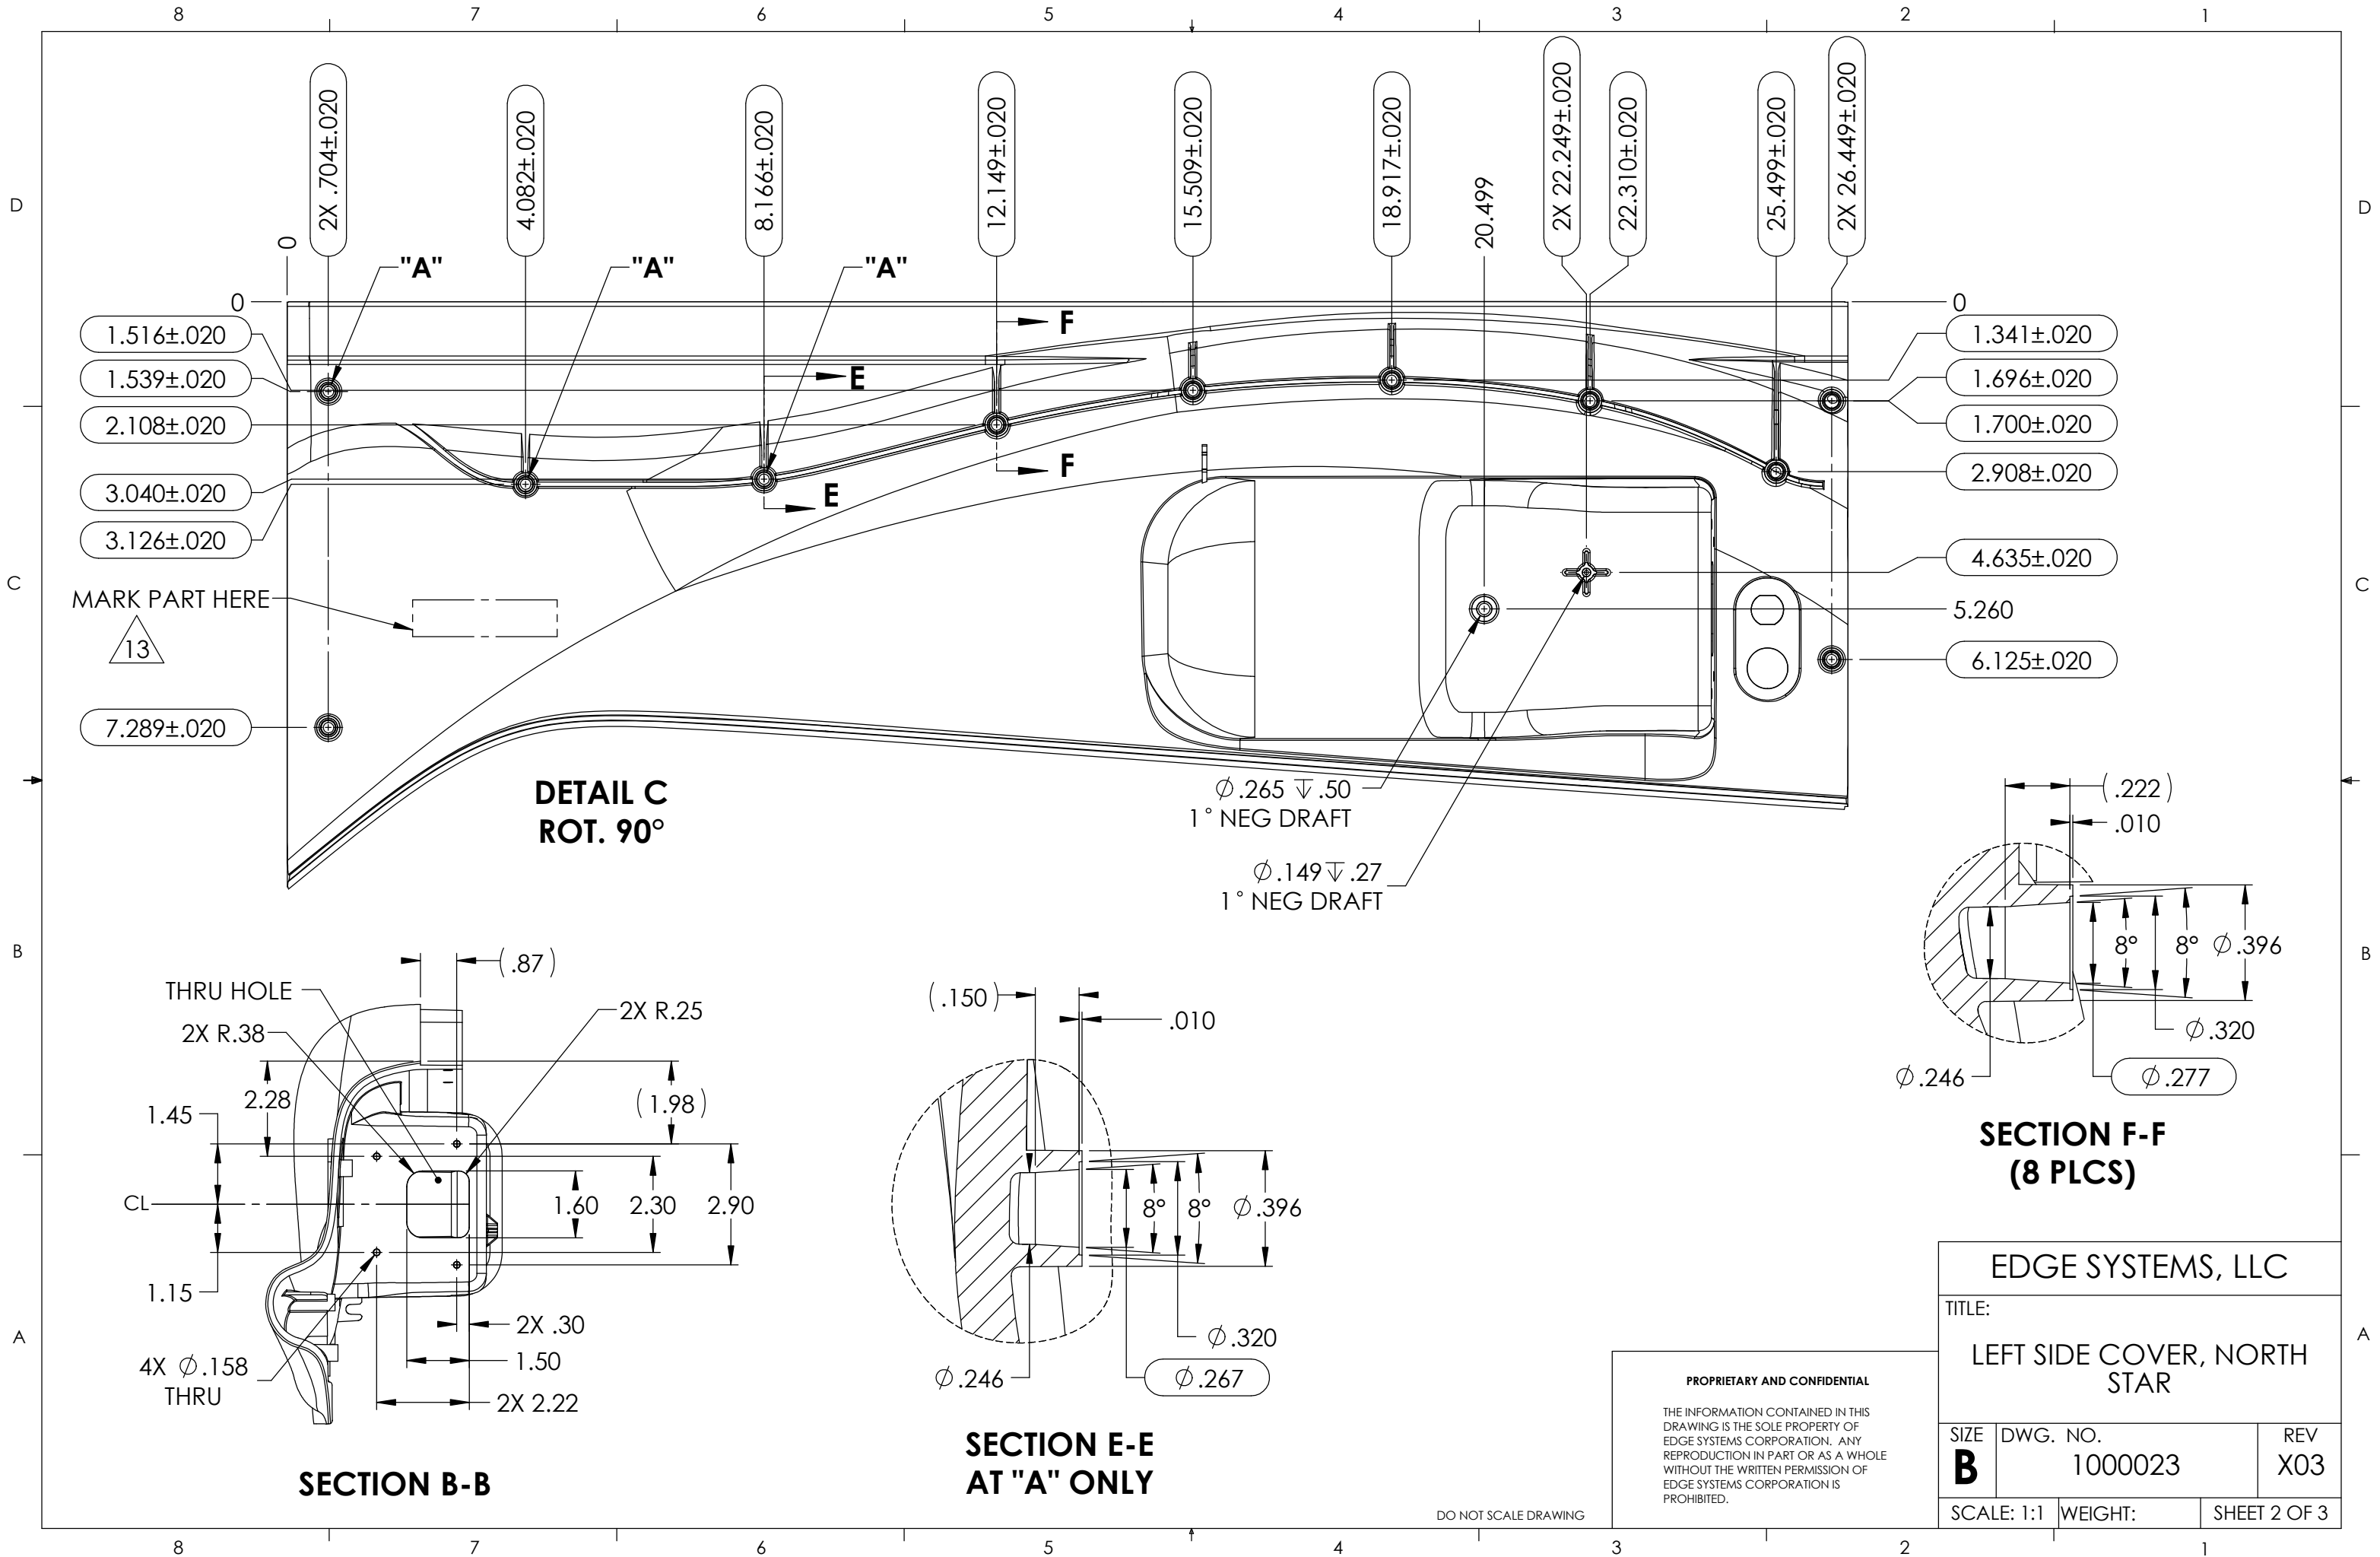 8 7 6 5 4 3 2 1
2X .704±.020
4.082±.020
8.166±.020
12.149±.020
15.509±.020
18.917±.020
20.499
2X 22.249±.020
22.310±.020
25.499±.020
2X 26.449±.020
D
D
0
"A"
"A"
"A"
0
0
1.516±.020
1.539±.020
2.108±.020
3.040±.020
3.126±.020
F
E
F
E
1.341±.020
1.696±.020
1.700±.020
2.908±.020
C
C
MARK PART HERE
13
4.635±.020
5.260
6.125±.020
7.289±.020
DETAIL C
ROT. 90°
⌀.265 ↧.50
1° NEG DRAFT
⌀.149↧.27
1° NEG DRAFT
(.222)
.010
8°
8°
⌀.396
⌀.320
⌀.246
⌀.277
SECTION F-F
(8 PLCS)
B
B
(.87)
THRU HOLE
2X R.25
2X R.38
2.28
1.45
(1.98)
CL
1.60
2.30
2.90
1.15
2X .30
1.50
4X ⌀.158
THRU
2X 2.22
SECTION B-B
(.150)
.010
8°
8°
⌀.396
⌀.320
⌀.246
⌀.267
SECTION E-E
AT "A" ONLY
A
A
DO NOT SCALE DRAWING
PROPRIETARY AND CONFIDENTIAL
THE INFORMATION CONTAINED IN THIS
DRAWING IS THE SOLE PROPERTY OF
EDGE SYSTEMS CORPORATION. ANY
REPRODUCTION IN PART OR AS A WHOLE
WITHOUT THE WRITTEN PERMISSION OF
EDGE SYSTEMS CORPORATION IS
PROHIBITED.
EDGE SYSTEMS, LLC
TITLE:
LEFT SIDE COVER, NORTH
STAR
SIZE
B
DWG. NO.
1000023
REV
X03
SCALE: 1:1
WEIGHT:
SHEET 2 OF 3
8 7 6 5 4 3 2 1